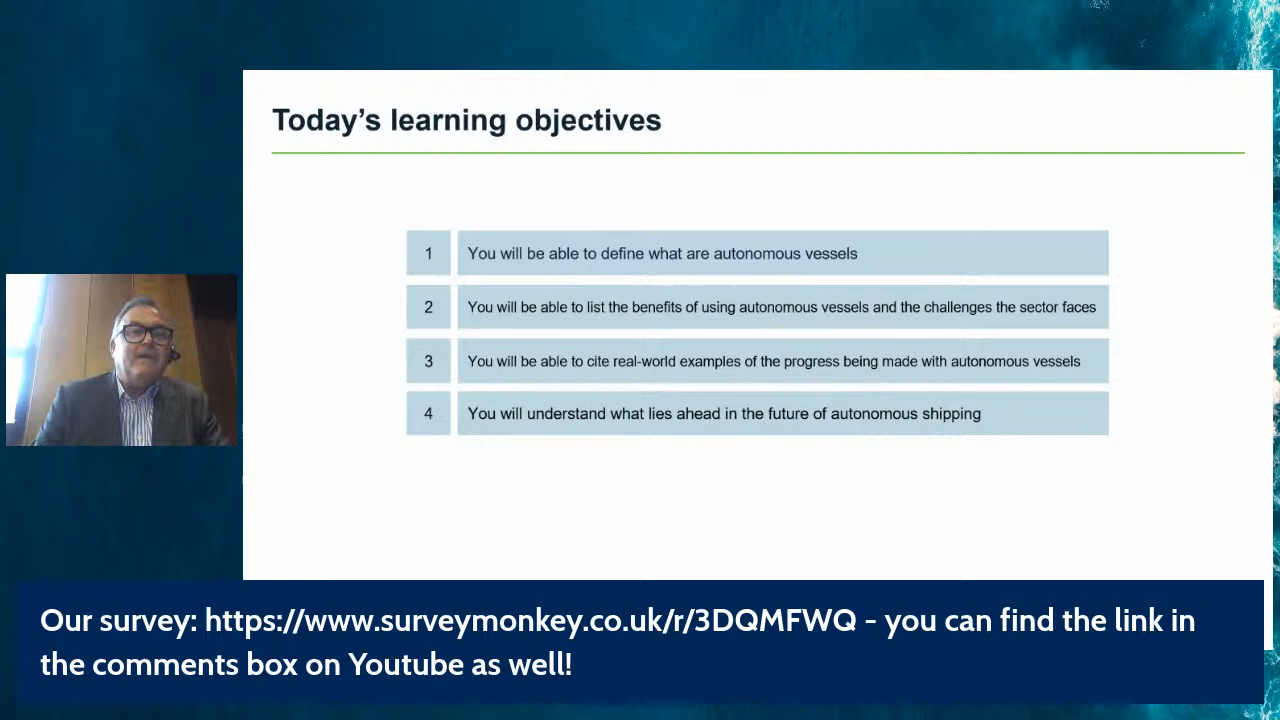 Today’s learning objectives
1 You will be able to define what are autonomous vessels
2 You will be able to list the benefits of using autonomous vessels and the challenges the sector faces
3 You will be able to cite real-world examples of the progress being made with autonomous vessels
4 You will understand what lies ahead in the future of autonomous shipping
Our survey: https://www.surveymonkey.co.uk/r/3DQMFWQ - you can find the link in
the comments box on Youtube as well!